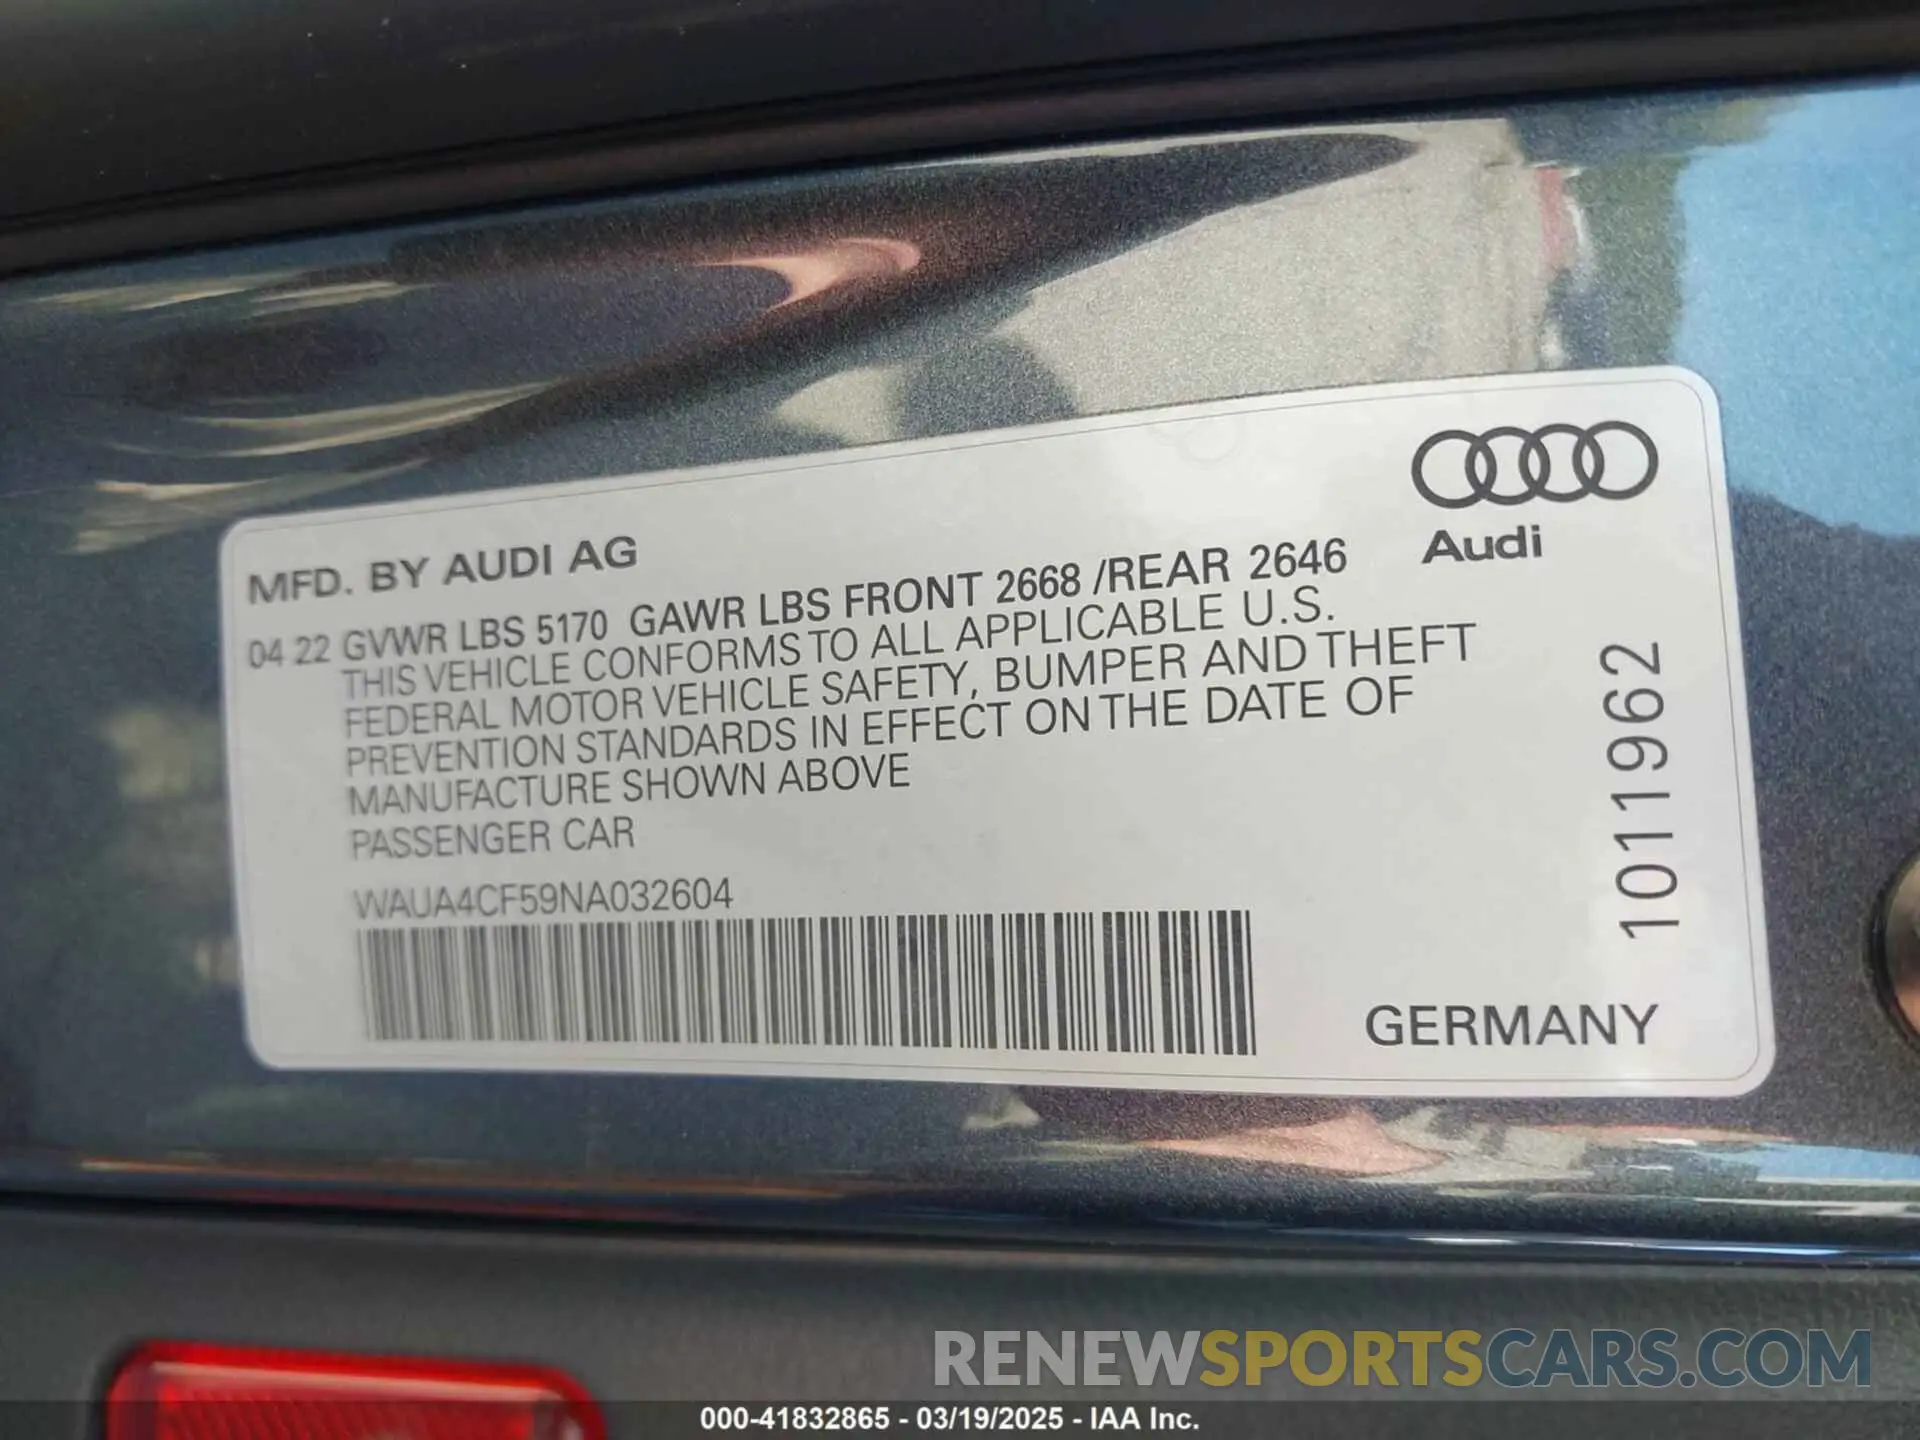 MFD. BY AUDI AG
Audi
04 22 GVWR LBS 5170 GAWR LBS FRONT 2668 /REAR 2646
THIS VEHICLE CONFORMS TO ALL APPLICABLE U.S.
FEDERAL MOTOR VEHICLE SAFETY, BUMPER AND THEFT
PREVENTION STANDARDS IN EFFECT ON THE DATE OF
MANUFACTURE SHOWN ABOVE
PASSENGER CAR
WAUA4CF59NA032604
1011962
GERMANY
RENEWSPORTSCARS.COM
000-41832865 - 03/19/2025 - IAA Inc.